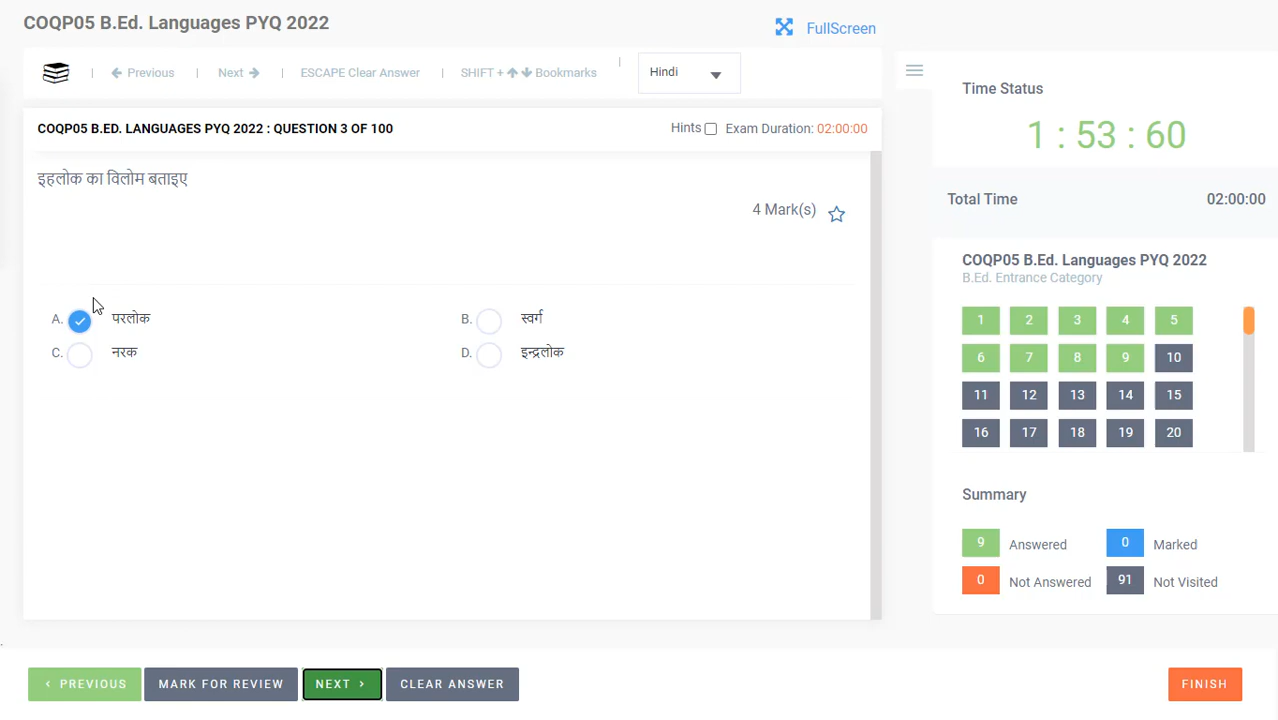 COQP05 B.Ed. Languages PYQ 2022
FullScreen
Previous | Next | ESCAPE Clear Answer | SHIFT + Bookmarks | Hindi
COQP05 B.ED. LANGUAGES PYQ 2022 : QUESTION 3 OF 100
Hints Exam Duration: 02:00:00
इहलोक का विलोम बताइए
4 Mark(s)
A. परलोक
B. स्वर्ग
C. नरक
D. इन्द्रलोक
PREVIOUS MARK FOR REVIEW NEXT CLEAR ANSWER
Time Status
1 : 53 : 60
Total Time 02:00:00
COQP05 B.Ed. Languages PYQ 2022
B.Ed. Entrance Category
1 2 3 4 5
6 7 8 9 10
11 12 13 14 15
16 17 18 19 20
Summary
9 Answered 0 Marked
0 Not Answered 91 Not Visited
FINISH